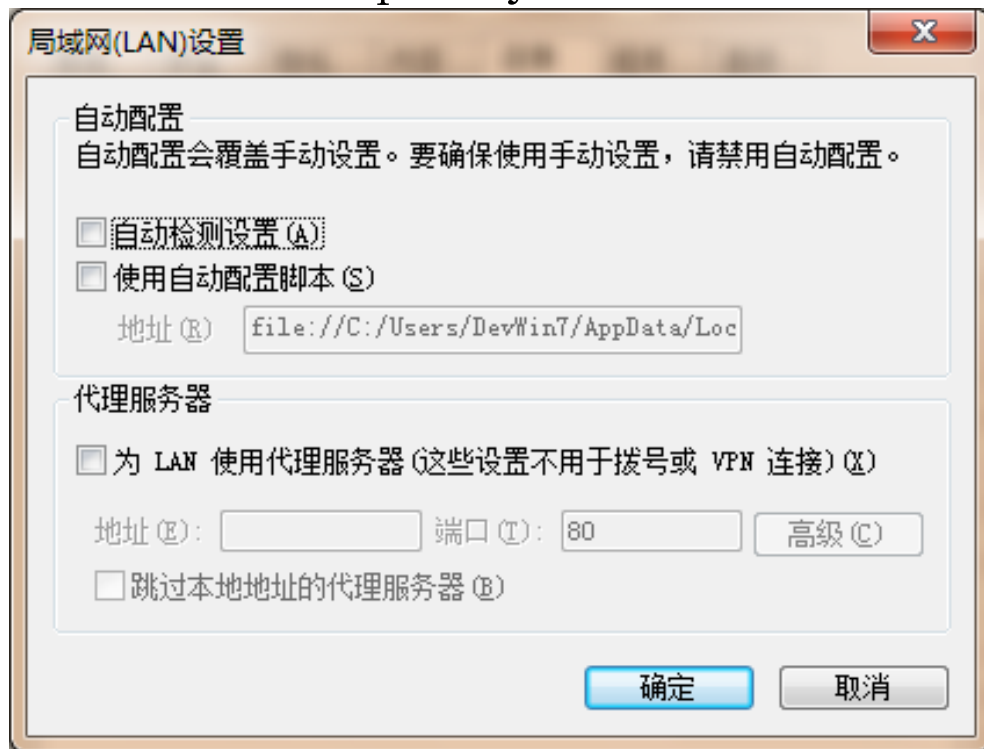 局域网(LAN)设置
自动配置
自动配置会覆盖手动设置。要确保使用手动设置，请禁用自动配置。
自动检测设置(A)
使用自动配置脚本(S)
地址(R) file://C:/Users/DevWin7/AppData/Loc
代理服务器
为 LAN 使用代理服务器(这些设置不用于拨号或 VPN 连接)(X)
地址(E): 端口(T): 80 高级(C)
跳过本地地址的代理服务器(B)
确定 取消